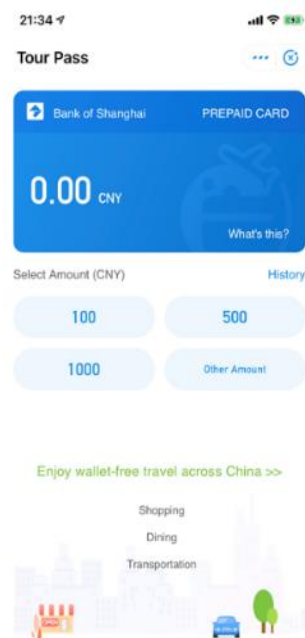 21:34
Tour Pass
Bank of Shanghai PREPAID CARD
0.00 CNY
What's this?
Select Amount (CNY) History
100 500
1000 Other Amount
Enjoy wallet-free travel across China >>
Shopping
Dining
Transportation
OPEN